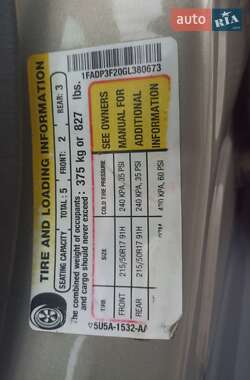 auto RIA
1FADP3F20GL360673
TIRE AND LOADING INFORMATION
SEATING CAPACITY TOTAL: 5 FRONT: 2 REAR: 3
The combined weight of occupants and cargo should never exceed: 375 kg or 827 lbs.
TIRE SIZE COLD TIRE PRESSURE
FRONT 215/50R17 91H 240 KPA, 35 PSI
REAR 215/50R17 91H 240 KPA, 35 PSI
KPA, 60 PSI
SEE OWNERS
MANUAL FOR
ADDITIONAL
INFORMATION
5U5A-1532-AA